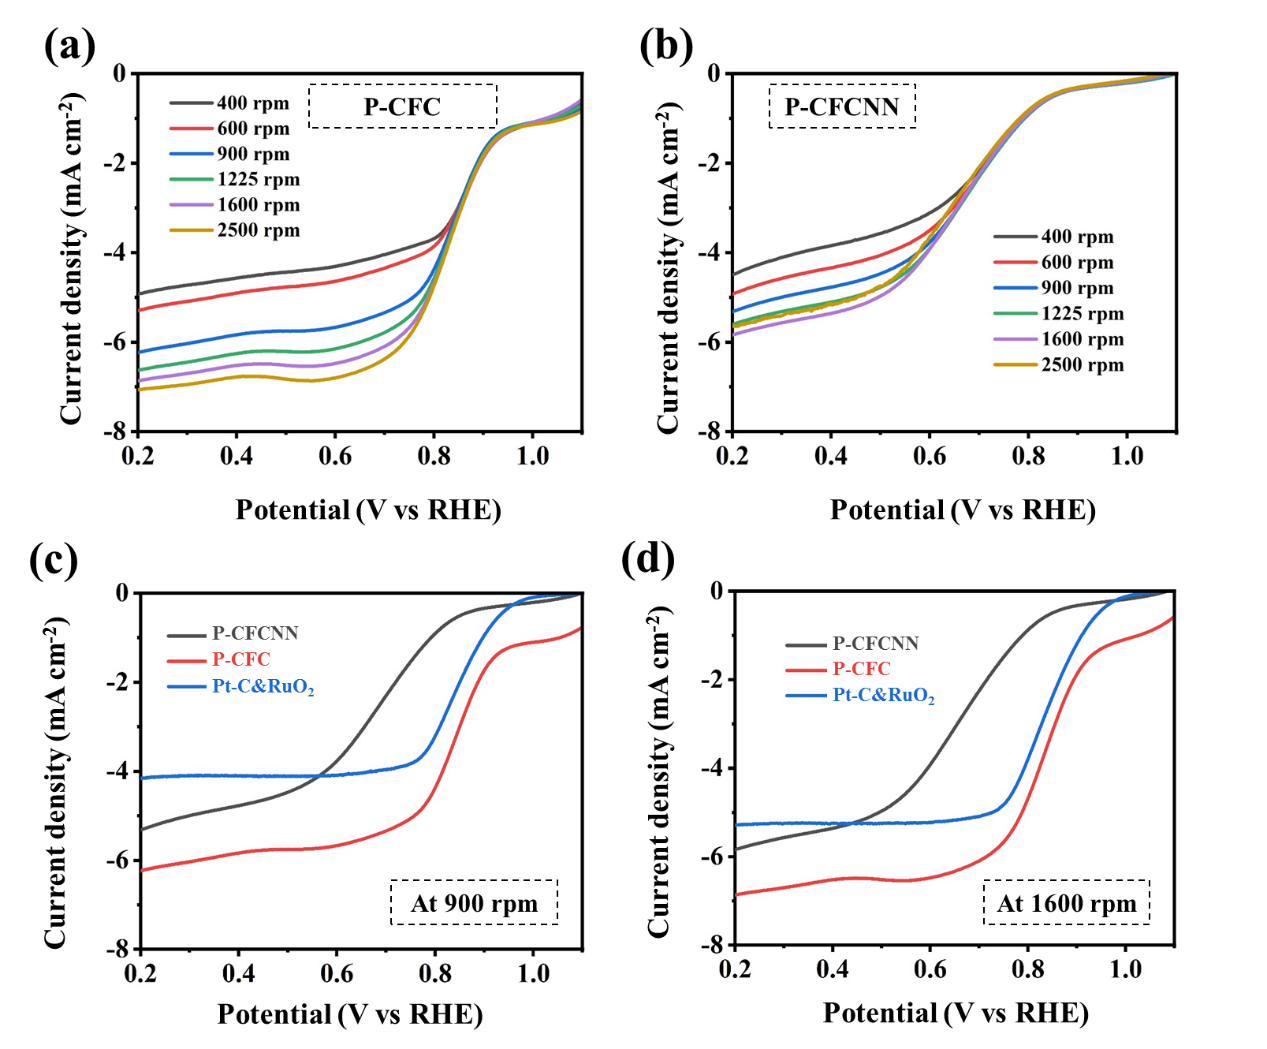 (a)
P-CFC
400 rpm
600 rpm
900 rpm
1225 rpm
1600 rpm
2500 rpm
0
-2
-4
-6
-8
0.2 0.4 0.6 0.8 1.0
Current density (mA cm⁻²)
Potential (V vs RHE)
(b)
P-CFCNN
400 rpm
600 rpm
900 rpm
1225 rpm
1600 rpm
2500 rpm
0
-2
-4
-6
-8
0.2 0.4 0.6 0.8 1.0
Current density (mA cm⁻²)
Potential (V vs RHE)
(c)
P-CFCNN
P-CFC
Pt-C&RuO₂
At 900 rpm
0
-2
-4
-6
-8
0.2 0.4 0.6 0.8 1.0
Current density (mA cm⁻²)
Potential (V vs RHE)
(d)
P-CFCNN
P-CFC
Pt-C&RuO₂
At 1600 rpm
0
-2
-4
-6
-8
0.2 0.4 0.6 0.8 1.0
Current density (mA cm⁻²)
Potential (V vs RHE)